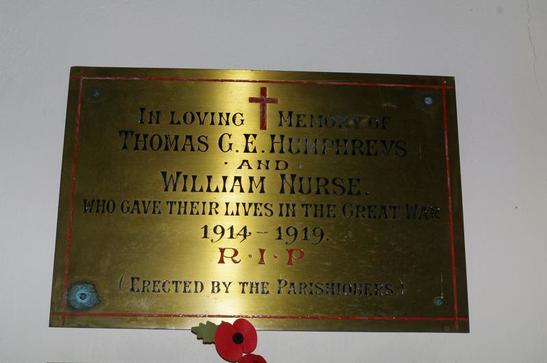 IN LOVING MEMORY OF
THOMAS G. E. HUMPHREYS
· AND ·
WILLIAM NURSE.
WHO GAVE THEIR LIVES IN THE GREAT WAR
1914 – 1919.
R · I · P
(ERECTED BY THE PARISHIONERS.)